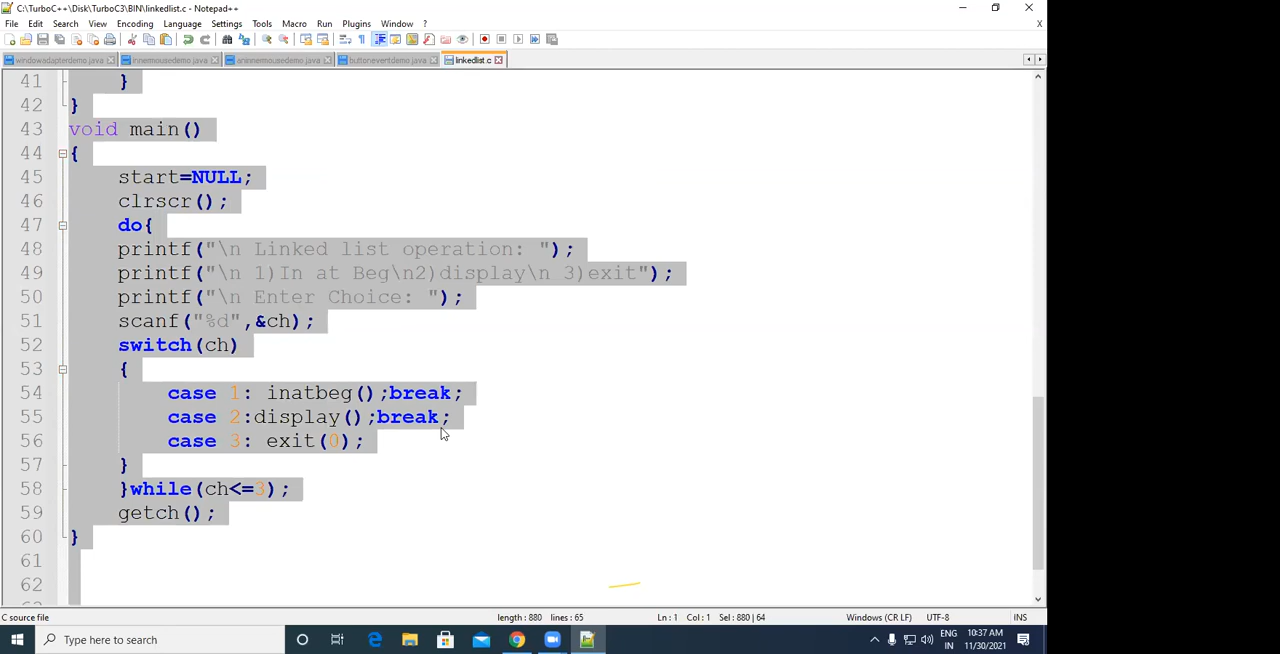 C:\TurboC++\Disk\TurboC3\BIN\linkedlist.c - Notepad++
File Edit Search View Encoding Language Settings Tools Macro Run Plugins Window ?
X
windowadapterdemo.java innermousedemo.java aninnermousedemo.java buttonevertdemo.java linkedlist.c
41 }
42 }
43 void main()
44 {
45 start=NULL;
46 clrscr();
47 do{
48 printf("\n Linked list operation: ");
49 printf("\n 1)In at Beg\n2)display\n 3)exit");
50 printf("\n Enter Choice: ");
51 scanf("%d",&ch);
52 switch(ch)
53 {
54 case 1: inatbeg();break;
55 case 2:display();break;
56 case 3: exit(0);
57 }
58 }while(ch<=3);
59 getch();
60 }
61
62
C source file length : 880 lines : 65 Ln : 1 Col : 1 Sel : 880 | 64 Windows (CR LF) UTF-8 INS
Type here to search
ENG
IN
10:37 AM
11/30/2021